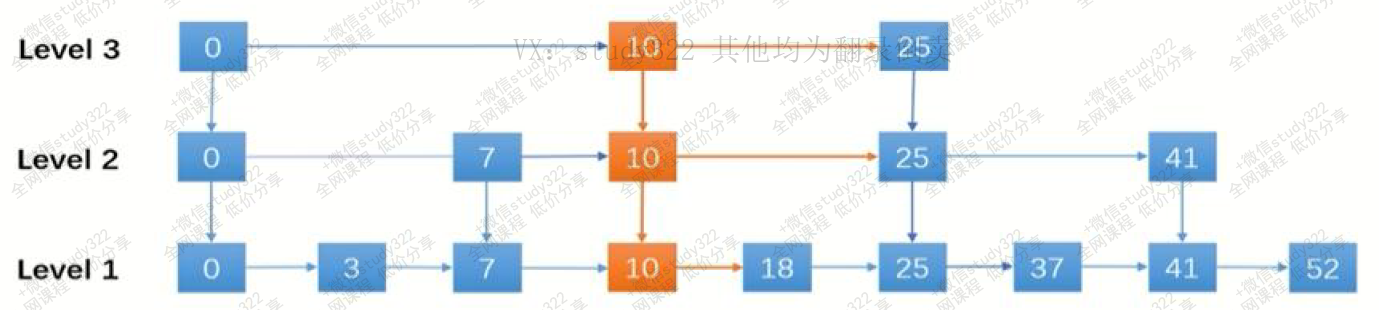 Level 3 0 10 25
VX: study322 其他均为翻录倒卖
Level 2 0 7 10 25 41
Level 1 0 3 7 10 18 25 37 41 52
+微信study322
全网课程 低价分享